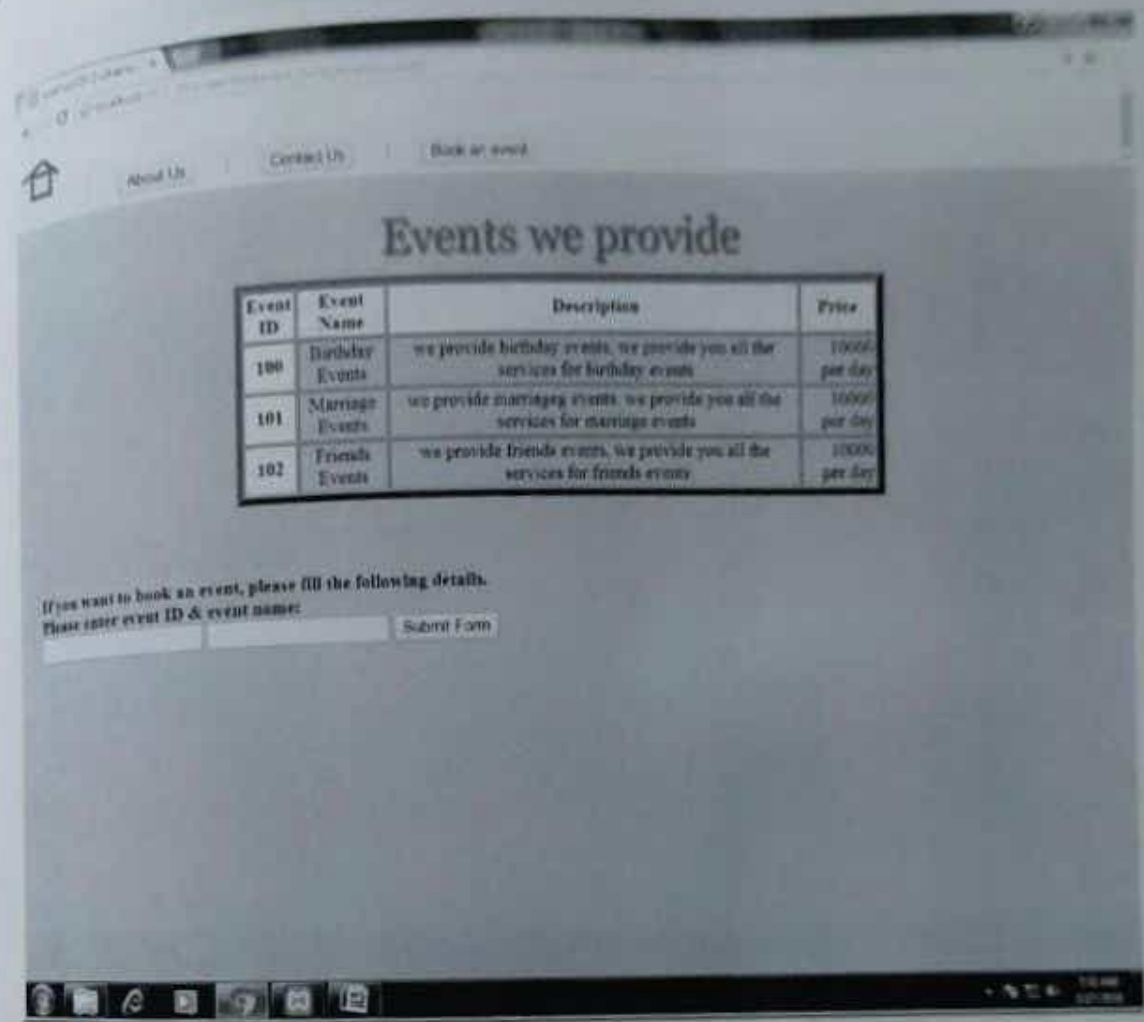 About Us
Contact Us
Book an event
Events we provide
Event ID Event Name Description Price
100 Birthday Events we provide birthday events, we provide you all the services for birthday events 10000 per day
101 Marriage Events we provide events, we provide you all the services for marriage events 10000 per day
102 Friends Events we provide friends events, we provide you all the services for friends events 10000 per day
If you want to book an event, please fill the following details.
Please enter event ID & event name:
Submit Form